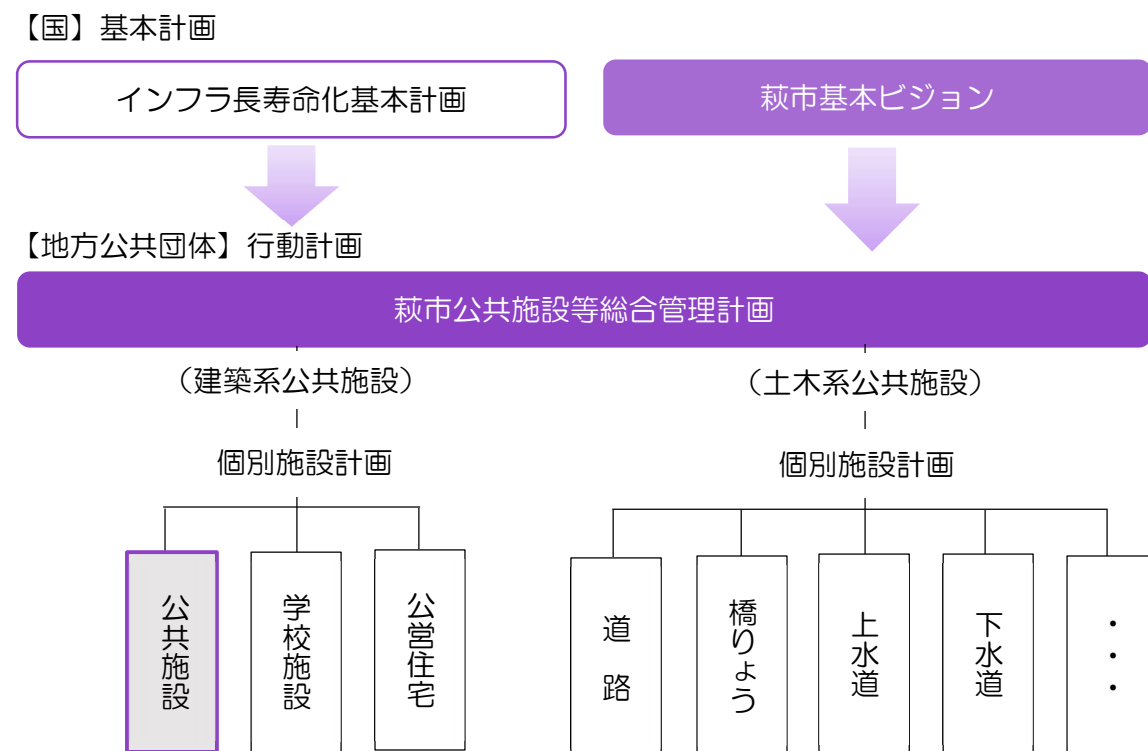 【国】基本計画
インフラ長寿命化基本計画
萩市基本ビジョン
【地方公共団体】行動計画
萩市公共施設等総合管理計画
（建築系公共施設）
（土木系公共施設）
個別施設計画
個別施設計画
公共施設
学校施設
公営住宅
道路
橋りょう
上水道
下水道
・・・